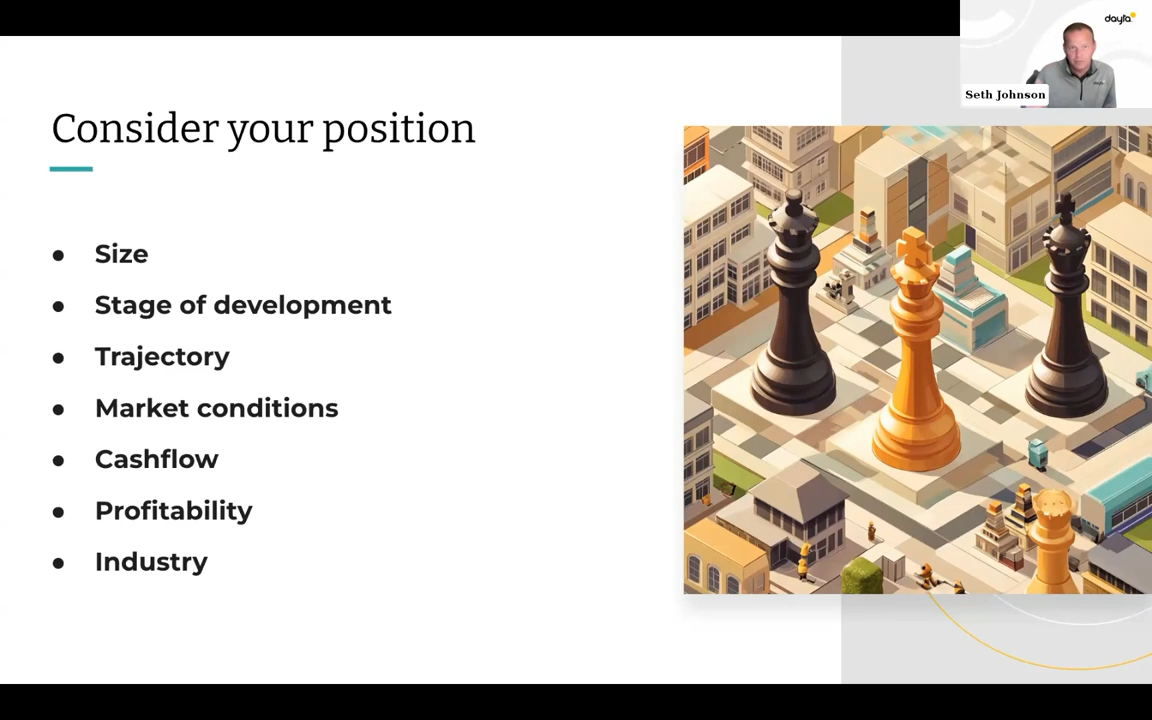 dayta
Seth Johnson
Consider your position
● Size
● Stage of development
● Trajectory
● Market conditions
● Cashflow
● Profitability
● Industry